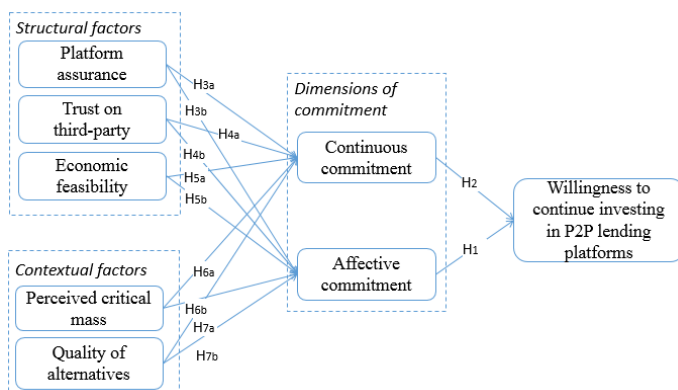 Structural factors
Platform
assurance
Trust on
third-party
Economic
feasibility
Contextual factors
Perceived critical
mass
Quality of
alternatives
H3a
H3b
H4a
H4b
H5a
H5b
H6a
H6b
H7a
H7b
Dimensions of
commitment
Continuous
commitment
Affective
commitment
H2
H1
Willingness to
continue investing
in P2P lending
platforms